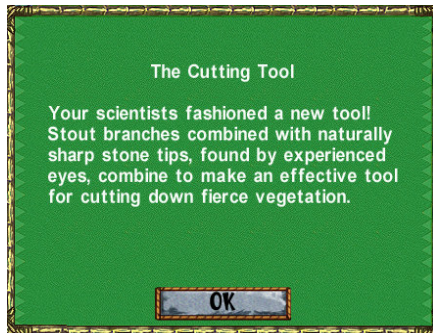 The Cutting Tool
Your scientists fashioned a new tool!
Stout branches combined with naturally
sharp stone tips, found by experienced
eyes, combine to make an effective tool
for cutting down fierce vegetation.
OK